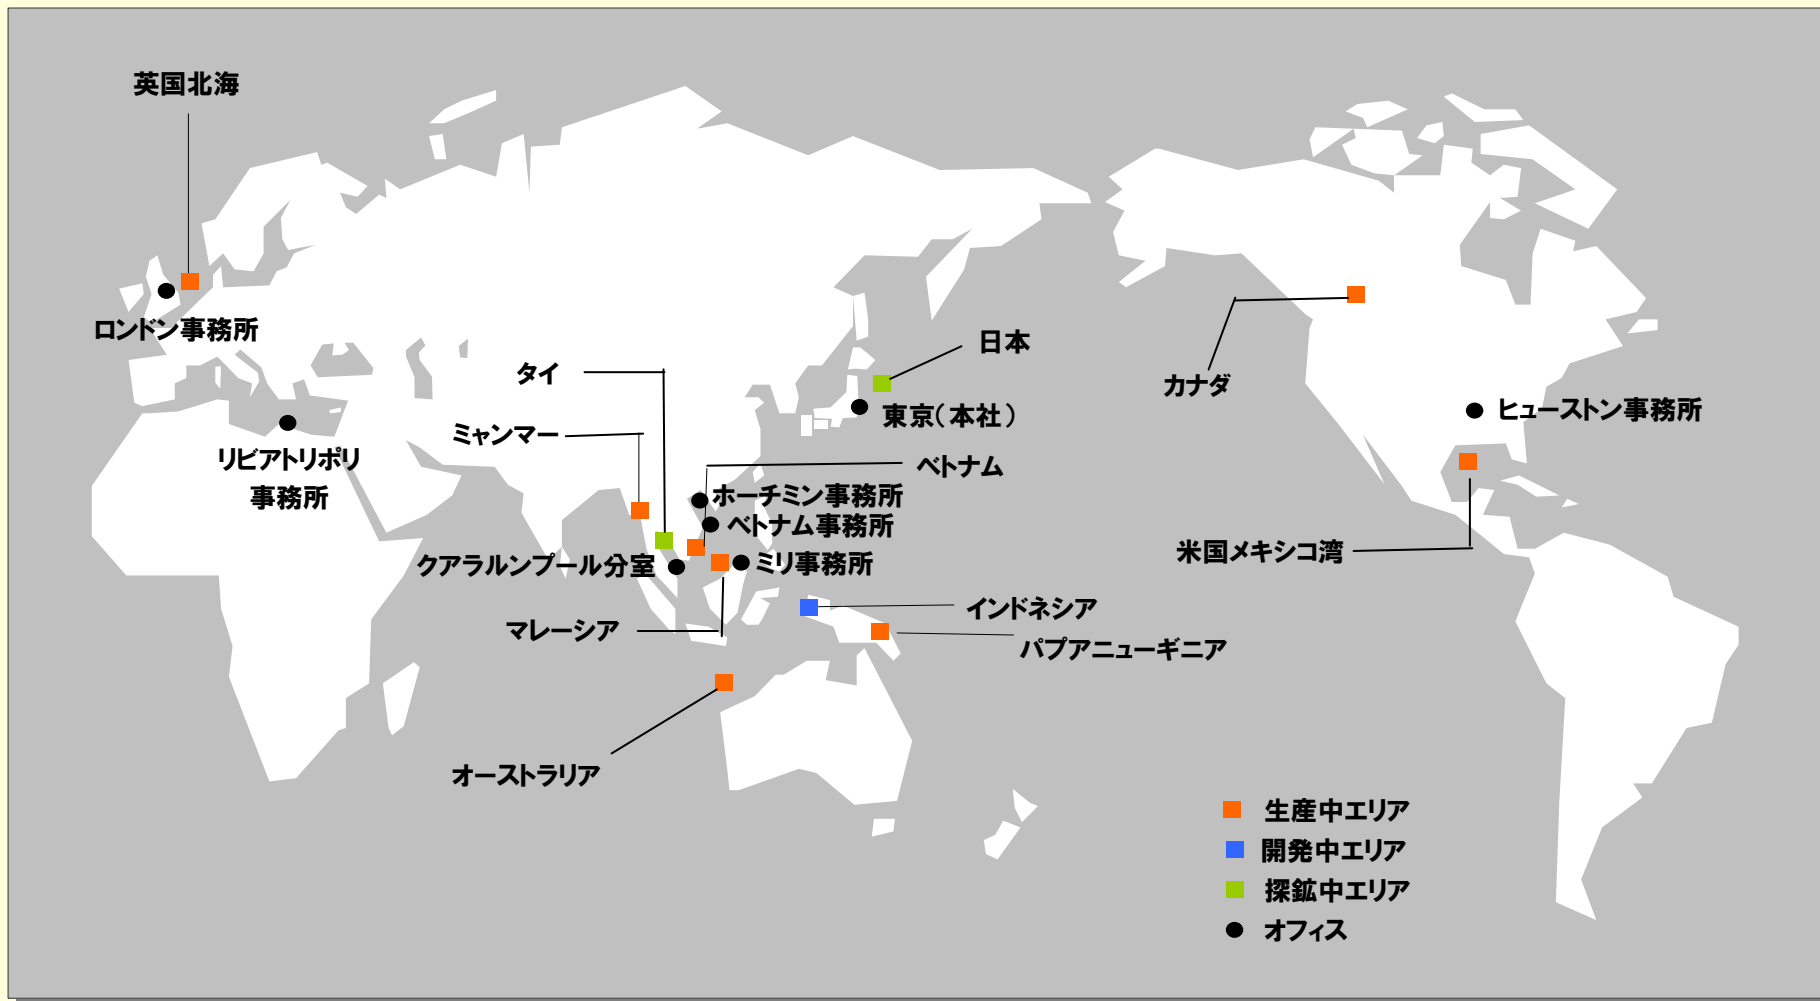 英国北海
ロンドン事務所
日本
タイ
カナダ
東京(本社)
ヒューストン事務所
ミャンマー
リビアトリポリ
事務所
ベトナム
ホーチミン事務所
ベトナム事務所
クアラルンプール分室
ミリ事務所
米国メキシコ湾
インドネシア
マレーシア
パプアニューギニア
オーストラリア
生産中エリア
開発中エリア
探鉱中エリア
オフィス